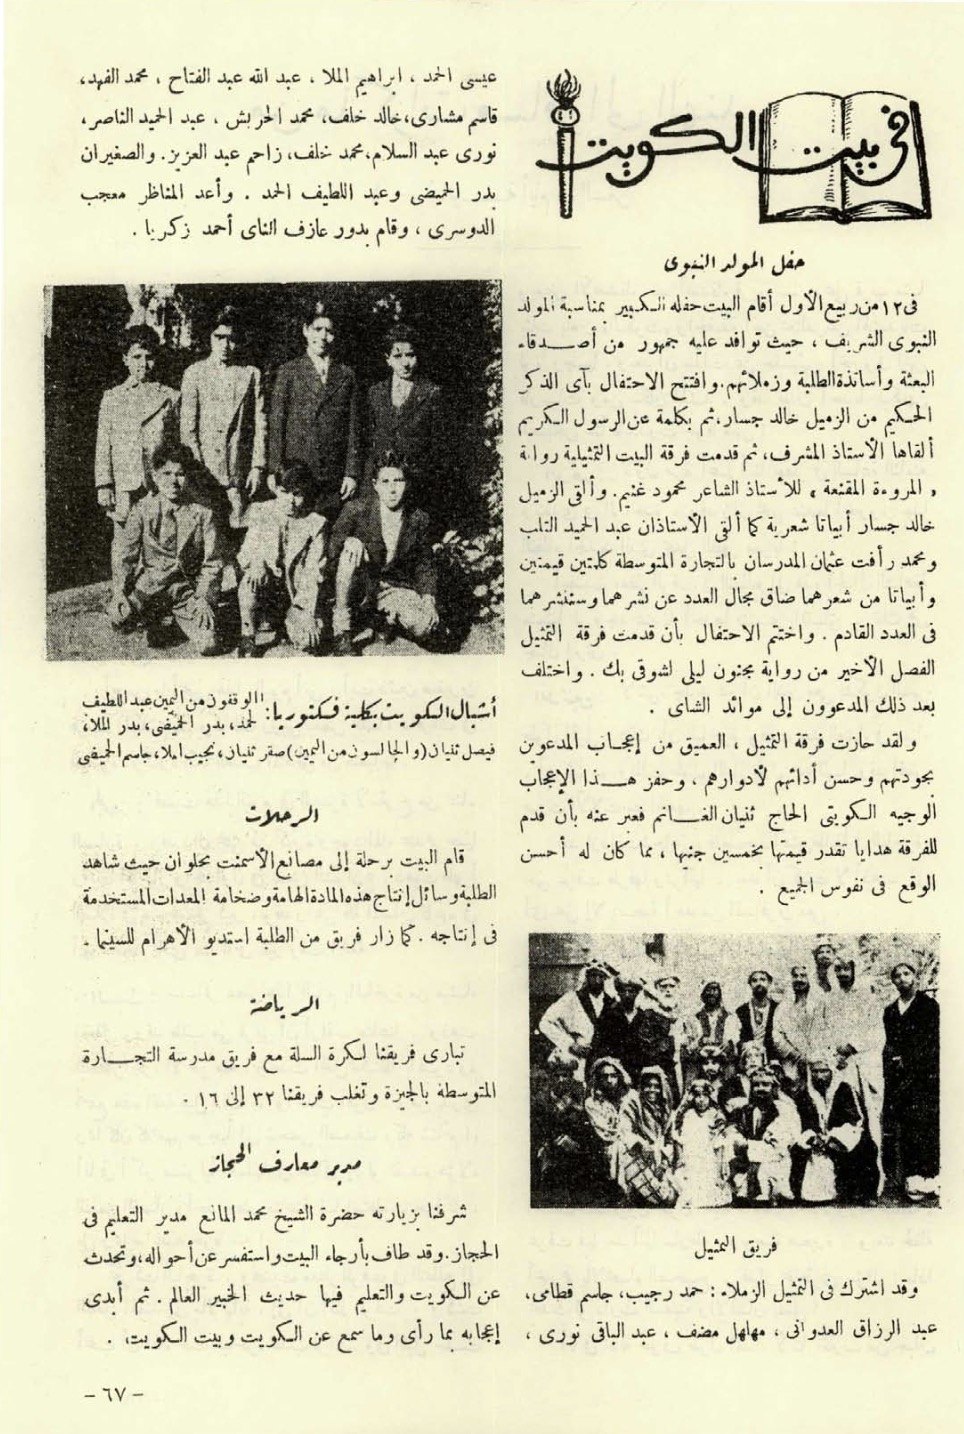 فى بيت الكويت
حفل المولد النبوى
فى ١٢ من ربيع الأول أقام البيت حفله الكبير بمناسبة المولد
النبوى الشريف ، حيث توافد عليه جمهور من أصدقاء
البعثة وأساتذة الطلبة وزملائهم. وافتتح الاحتفال بآى الذكر
الحكيم من الزميل خالد جسار، ثم بكلمة عن الرسول الكريم
ألقاها الأستاذ المشرف، ثم قدمت فرقة البيت التمثيلية رواية
« المروءة المقنعة » للأستاذ الشاعر محمود غنيم. وألقى الزميل
خالد جسار أبياتا شعرية كما ألقى الأستاذان عبد الحميد التلب
ومحمد رأفت عثمان المدرسان بالتجارة المتوسطة كلمتين قيمتين
وأبياتا من شعرهما ضاق مجال العدد عن نشرهما وسننشرهما
فى العدد القادم . واختتم الاحتفال بأن قدمت فرقة التمثيل
الفصل الأخير من رواية مجنون ليلى لشوقى بك . واختلف
بعد ذلك المدعوون إلى موائد الشاى .
ولقد حازت فرقة التمثيل ، العميق من إعجاب المدعوين
بجودتهم وحسن أدائهم لأدوارهم ، وحفز هذا الإعجاب
الوجيه الكويتى الحاج ثنيان الغانم فعبر عنه بأن قدم
للفرقة هدايا تقدر قيمتها بخمسين جنيها ، مما كان له أحسن
الوقع فى نفوس الجميع .
فريق التمثيل
وقد اشترك فى التمثيل الزملاء : حمد رجيب، جاسم قطامى،
عبد الرزاق العدوانى ، مهلهل مضف ، عبد الباقى نورى ،
عيسى الحمد ، ابراهيم الملا ، عبد الله عبد الفتاح ، محمد الفهد،
قاسم مشارى، خالد خلف، محمد الحربش ، عبد الحميد الناصر،
نورى عبد السلام، محمد خلف، زاحم عبد العزيز. والصغيران
بدر الحميضى وعبد اللطيف الحمد . وأعد المناظر معجب
الدوسرى ، وقام بدور عازف الناى أحمد زكريا .
أشبال الكويت بكلية فكتوريا: الوقفون من اليمين عبد اللطيف
لحمد، بدر الحميضى، بدر الملا،
فيصل ثنيان (والجالسون من اليمين) صقر ثنيان، نجيب الملا، جاسم الحميضى
الرحلات
قام البيت برحلة إلى مصانع الأسمنت بحلوان حيث شاهد
الطلبة وسائل إنتاج هذه المادة الهامة وضخامة المعدات المستخدمة
فى إنتاجه . كما زار فريق من الطلبة استديو الأهرام للسينما .
الرياضة
تبارى فريقنا لكرة السلة مع فريق مدرسة التجارة
المتوسطة بالجيزة وتغلب فريقنا ٣٢ إلى ١٦ .
مدير معارف الحجاز
شرفنا بزيارته حضرة الشيخ محمد المانع مدير التعليم فى
الحجاز. وقد طاف بأرجاء البيت واستفسر عن أحواله، وتحدث
عن الكويت والتعليم فيها حديث الخبير العالم . ثم أبدى
إعجابه بما رأى وما سمع عن الكويت وبيت الكويت، .
- ٦٧ -